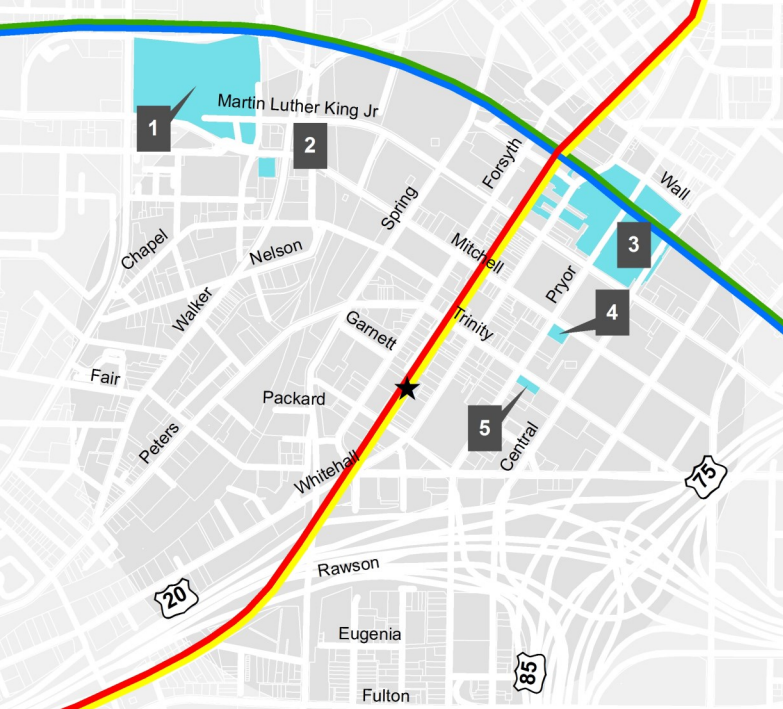 Martin Luther King Jr
1
2
Forsyth
Wall
Spring
3
Chapel
Nelson
Mitchell
Pryor
Walker
4
Garnett
Trinity
Fair
Packard
5
Peters
Central
Whitehall
75
Rawson
20
Eugenia
85
Fulton